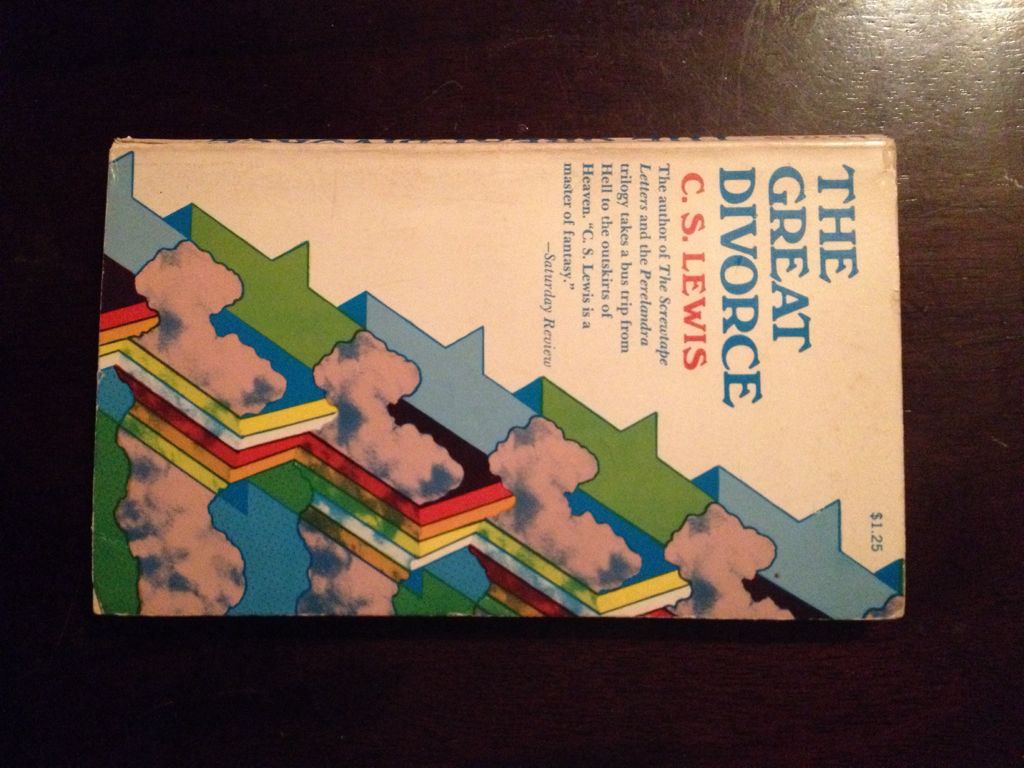 THE
GREAT
DIVORCE
C. S. LEWIS
The author of The Screwtape
Letters and the Perelandra
trilogy takes a bus trip from
Hell to the outskirts of
Heaven. "C. S. Lewis is a
master of fantasy."
—Saturday Review
$1.25